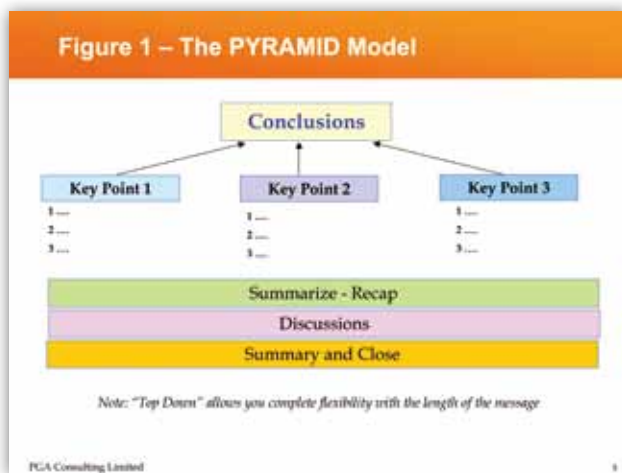 Figure 1 – The PYRAMID Model
Conclusions
Key Point 1 Key Point 2 Key Point 3
1 .... 1 .... 1 ....
2 .... 2 .... 2 ....
3 .... 3 .... 3 ....
Summarize - Recap
Discussions
Summary and Close
Note: "Top Down" allows you complete flexibility with the length of the message
PGA Consulting Limited